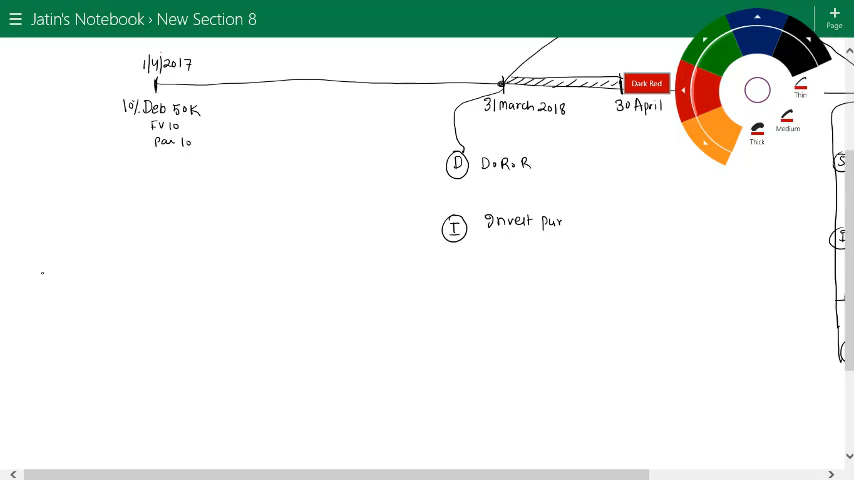 Jatin's Notebook › New Section 8
Page
1/4/2017
10% Deb 50K
FV 10
Par 10
31 March 2018
30 April
Dark Red
Thin
Medium
Thick
D D.R.R
I Invest pur
S
I